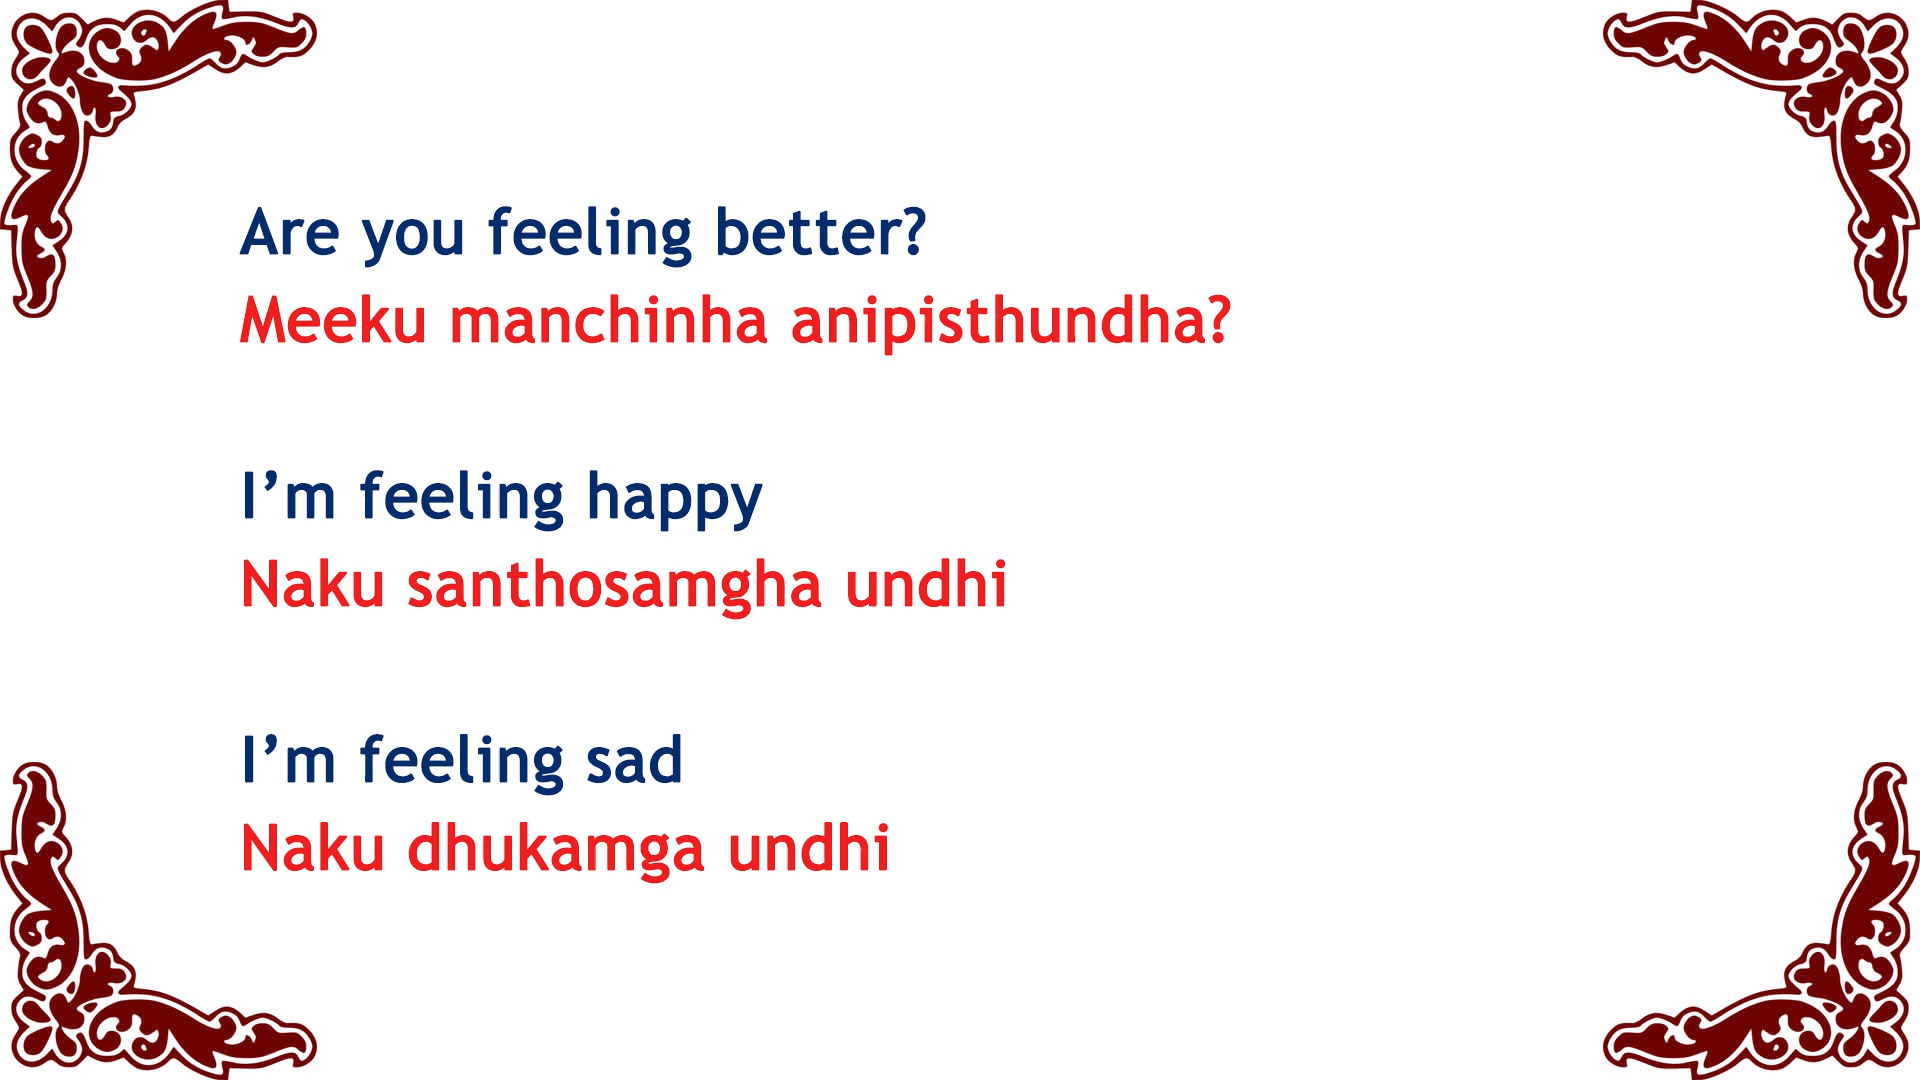 Are you feeling better?
Meeku manchinha anipisthundha?
I’m feeling happy
Naku santhosamgha undhi
I’m feeling sad
Naku dhukamga undhi